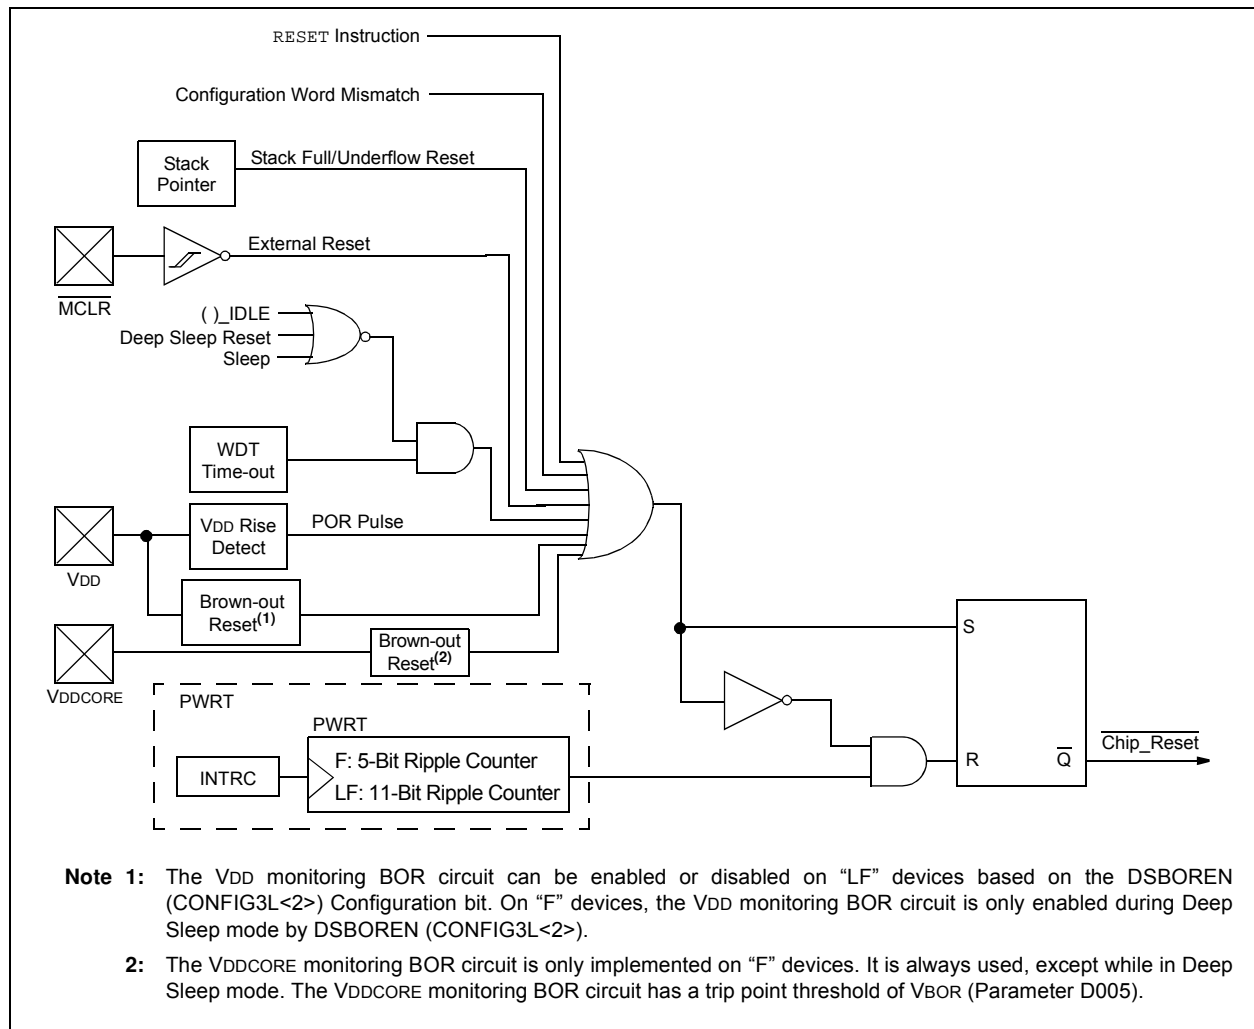 RESET Instruction
Configuration Word Mismatch
Stack
Pointer
Stack Full/Underflow Reset
External Reset
MCLR
( )_IDLE
Deep Sleep Reset
Sleep
WDT
Time-out
VDD Rise
Detect
POR Pulse
VDD
Brown-out
Reset(1)
Brown-out
Reset(2)
VDDCORE
PWRT
PWRT
INTRC
F: 5-Bit Ripple Counter
LF: 11-Bit Ripple Counter
S
R
Q
Chip_Reset
Note 1: The VDD monitoring BOR circuit can be enabled or disabled on “LF” devices based on the DSBOREN
(CONFIG3L<2>) Configuration bit. On “F” devices, the VDD monitoring BOR circuit is only enabled during Deep
Sleep mode by DSBOREN (CONFIG3L<2>).
2: The VDDCORE monitoring BOR circuit is only implemented on “F” devices. It is always used, except while in Deep
Sleep mode. The VDDCORE monitoring BOR circuit has a trip point threshold of VBOR (Parameter D005).